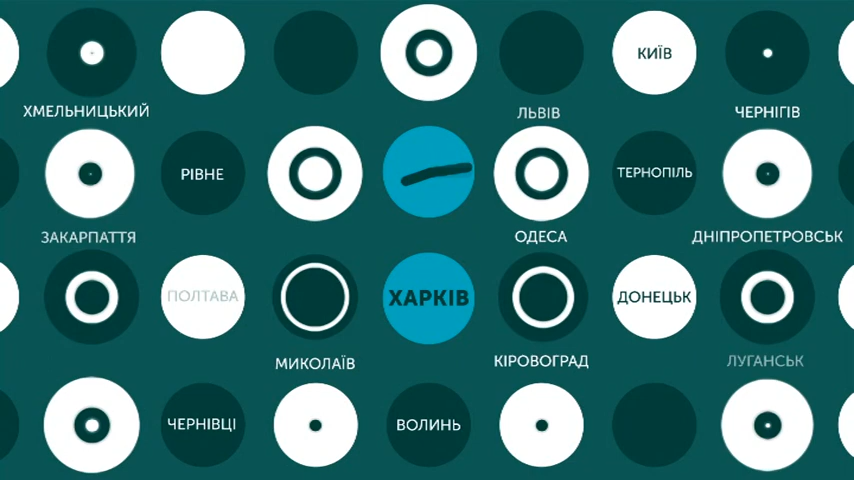 КИЇВ
ХМЕЛЬНИЦЬКИЙ
ЛЬВІВ
ЧЕРНІГІВ
РІВНЕ
ТЕРНОПІЛЬ
ЗАКАРПАТТЯ
ОДЕСА
ДНІПРОПЕТРОВСЬК
ПОЛТАВА
ХАРКІВ
ДОНЕЦЬК
МИКОЛАЇВ
КІРОВОГРАД
ЛУГАНСЬК
ЧЕРНІВЦІ
ВОЛИНЬ